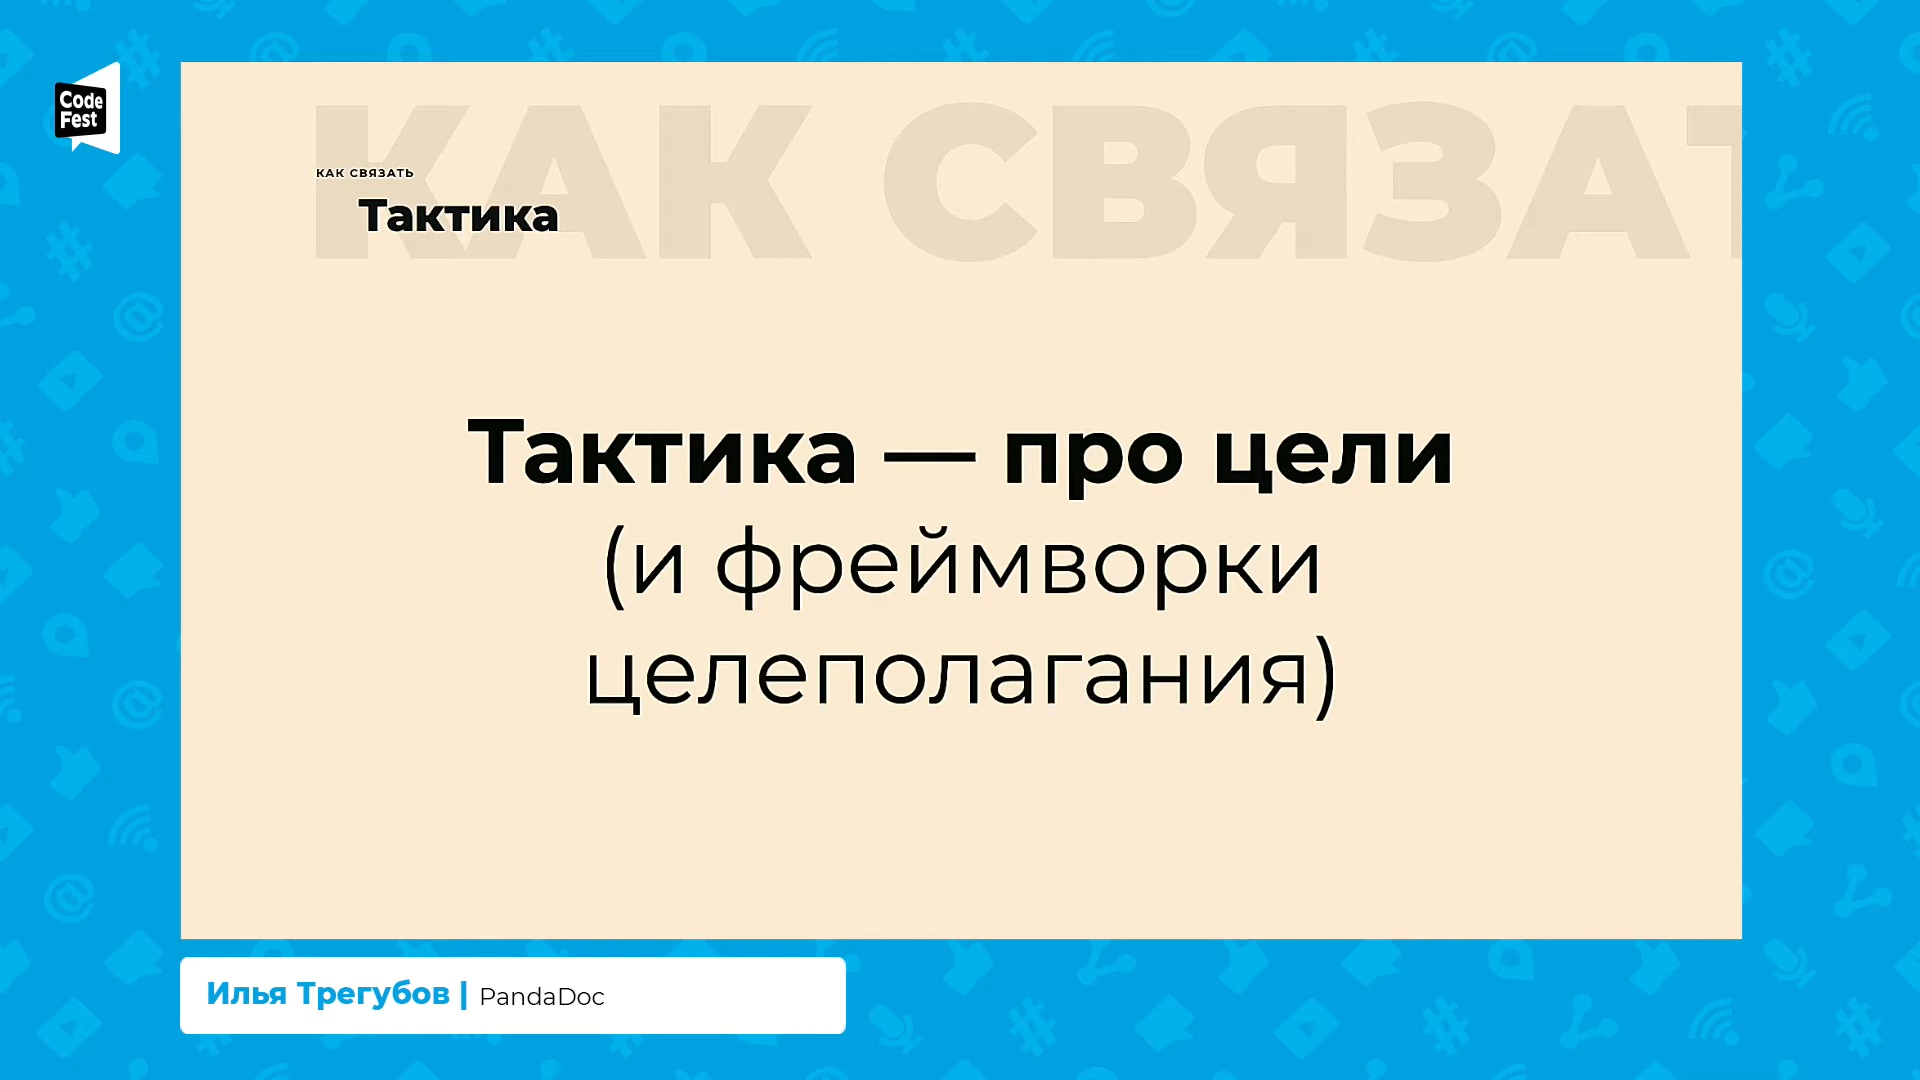 Code
Fest
КАК СВЯЗАТ
КАК СВЯЗАТЬ
Тактика
Тактика — про цели
(и фреймворки
целеполагания)
Илья Трегубов | PandaDoc